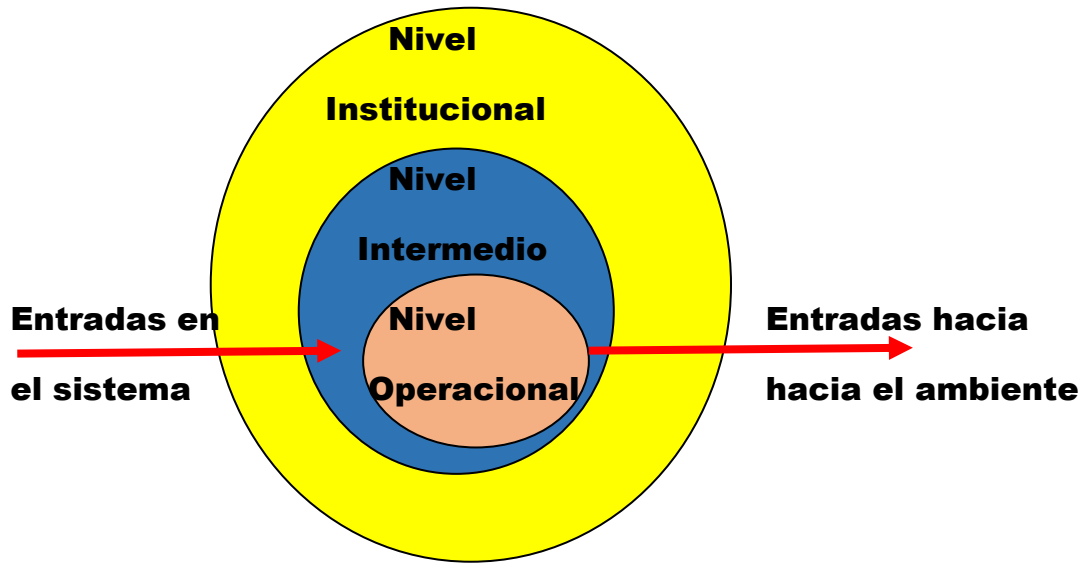 Nivel
Institucional
Nivel
Intermedio
Entradas en Nivel Entradas hacia
el sistema Operacional hacia el ambiente